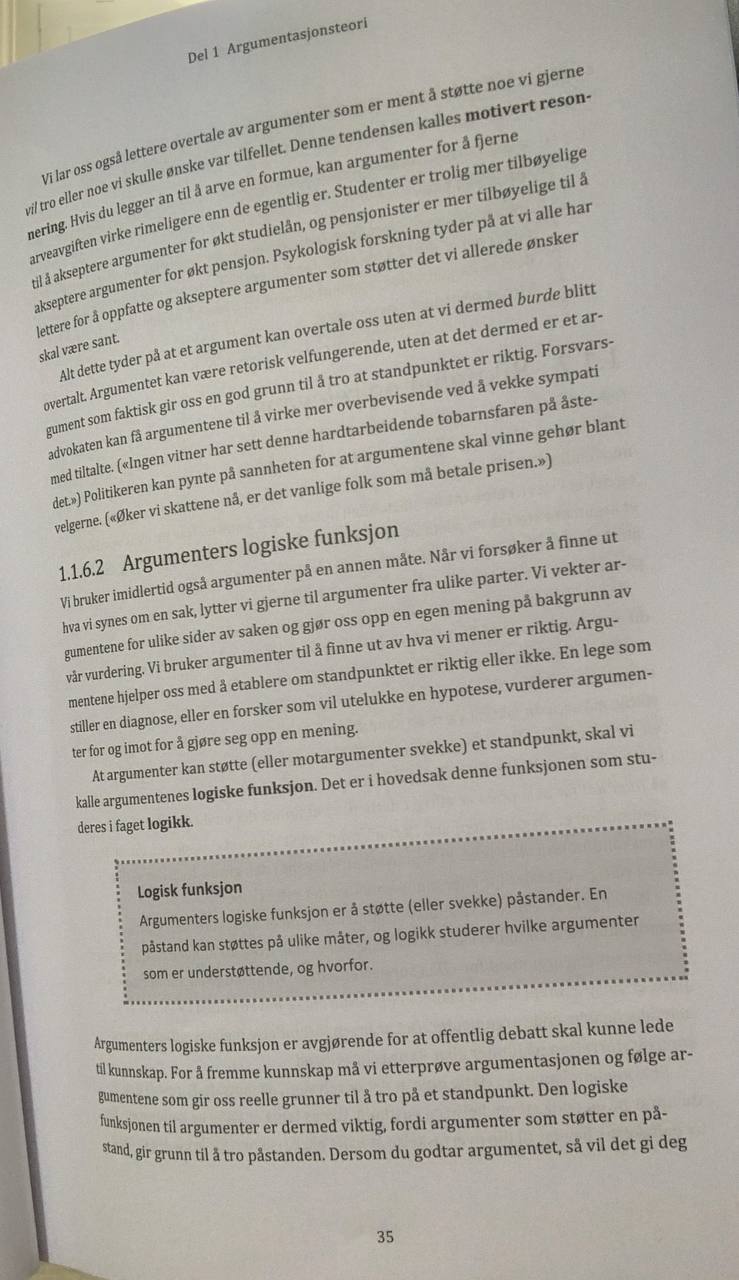 Del 1 Argumentasjonsteori
Vi lar oss også lettere overtale av argumenter som er ment å støtte noe vi gjerne
vil tro eller noe vi skulle ønske var tilfellet. Denne tendensen kalles motivert reson-
nering. Hvis du legger an til å arve en formue, kan argumenter for å fjerne
arveavgiften virke rimeligere enn de egentlig er. Studenter er trolig mer tilbøyelige
til å akseptere argumenter for økt studielån, og pensjonister er mer tilbøyelige til å
akseptere argumenter for økt pensjon. Psykologisk forskning tyder på at vi alle har
lettere for å oppfatte og akseptere argumenter som støtter det vi allerede ønsker
skal være sant.
Alt dette tyder på at et argument kan overtale oss uten at vi dermed burde blitt
overtalt. Argumentet kan være retorisk velfungerende, uten at det dermed er et ar-
gument som faktisk gir oss en god grunn til å tro at standpunktet er riktig. Forsvars-
advokaten kan få argumentene til å virke mer overbevisende ved å vekke sympati
med tiltalte. («Ingen vitner har sett denne hardtarbeidende tobarnsfaren på åste-
det.») Politikeren kan pynte på sannheten for at argumentene skal vinne gehør blant
velgerne. («Øker vi skattene nå, er det vanlige folk som må betale prisen.»)
1.1.6.2 Argumenters logiske funksjon
Vi bruker imidlertid også argumenter på en annen måte. Når vi forsøker å finne ut
hva vi synes om en sak, lytter vi gjerne til argumenter fra ulike parter. Vi vekter ar-
gumentene for ulike sider av saken og gjør oss opp en egen mening på bakgrunn av
vår vurdering. Vi bruker argumenter til å finne ut av hva vi mener er riktig. Argu-
mentene hjelper oss med å etablere om standpunktet er riktig eller ikke. En lege som
stiller en diagnose, eller en forsker som vil utelukke en hypotese, vurderer argumen-
ter for og imot for å gjøre seg opp en mening.
At argumenter kan støtte (eller motargumenter svekke) et standpunkt, skal vi
kalle argumentenes logiske funksjon. Det er i hovedsak denne funksjonen som stu-
deres i faget logikk.
Logisk funksjon
Argumenters logiske funksjon er å støtte (eller svekke) påstander. En
påstand kan støttes på ulike måter, og logikk studerer hvilke argumenter
som er understøttende, og hvorfor.
Argumenters logiske funksjon er avgjørende for at offentlig debatt skal kunne lede
til kunnskap. For å fremme kunnskap må vi etterprøve argumentasjonen og følge ar-
gumentene som gir oss reelle grunner til å tro på et standpunkt. Den logiske
funksjonen til argumenter er dermed viktig, fordi argumenter som støtter en på-
stand, gir grunn til å tro påstanden. Dersom du godtar argumentet, så vil det gi deg
35